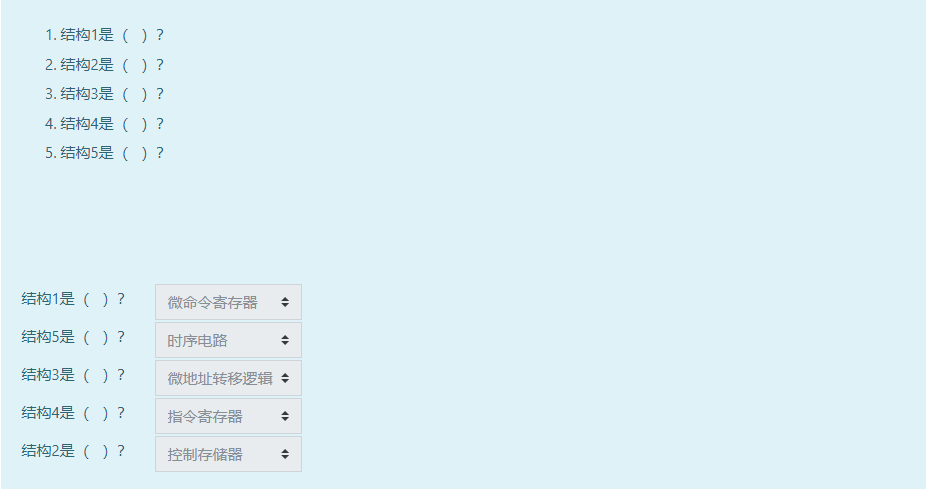 1. 结构1是（　）？
2. 结构2是（　）？
3. 结构3是（　）？
4. 结构4是（　）？
5. 结构5是（　）？
结构1是（　）？ 微命令寄存器
结构5是（　）？ 时序电路
结构3是（　）？ 微地址转移逻辑
结构4是（　）？ 指令寄存器
结构2是（　）？ 控制存储器